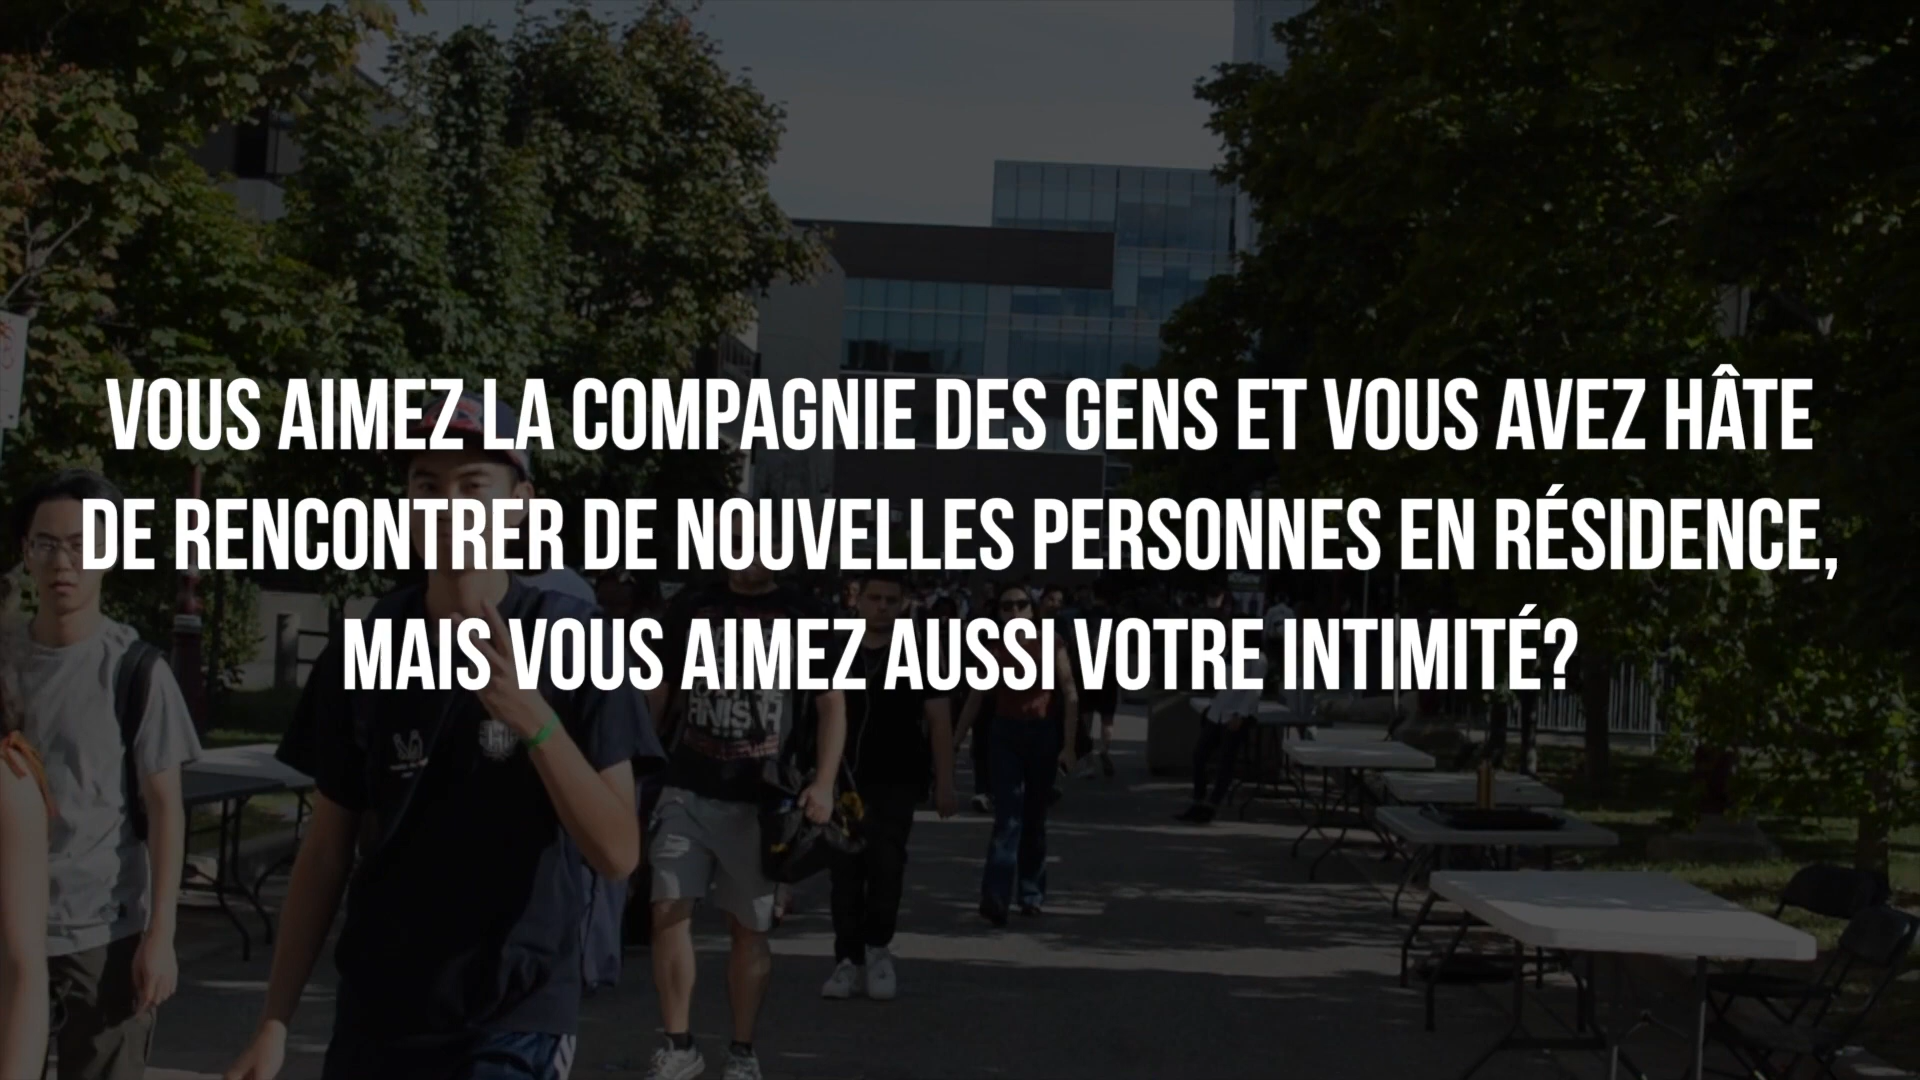 VOUS AIMEZ LA COMPAGNIE DES GENS ET VOUS AVEZ HÂTE
DE RENCONTRER DE NOUVELLES PERSONNES EN RÉSIDENCE,
MAIS VOUS AIMEZ AUSSI VOTRE INTIMITÉ?